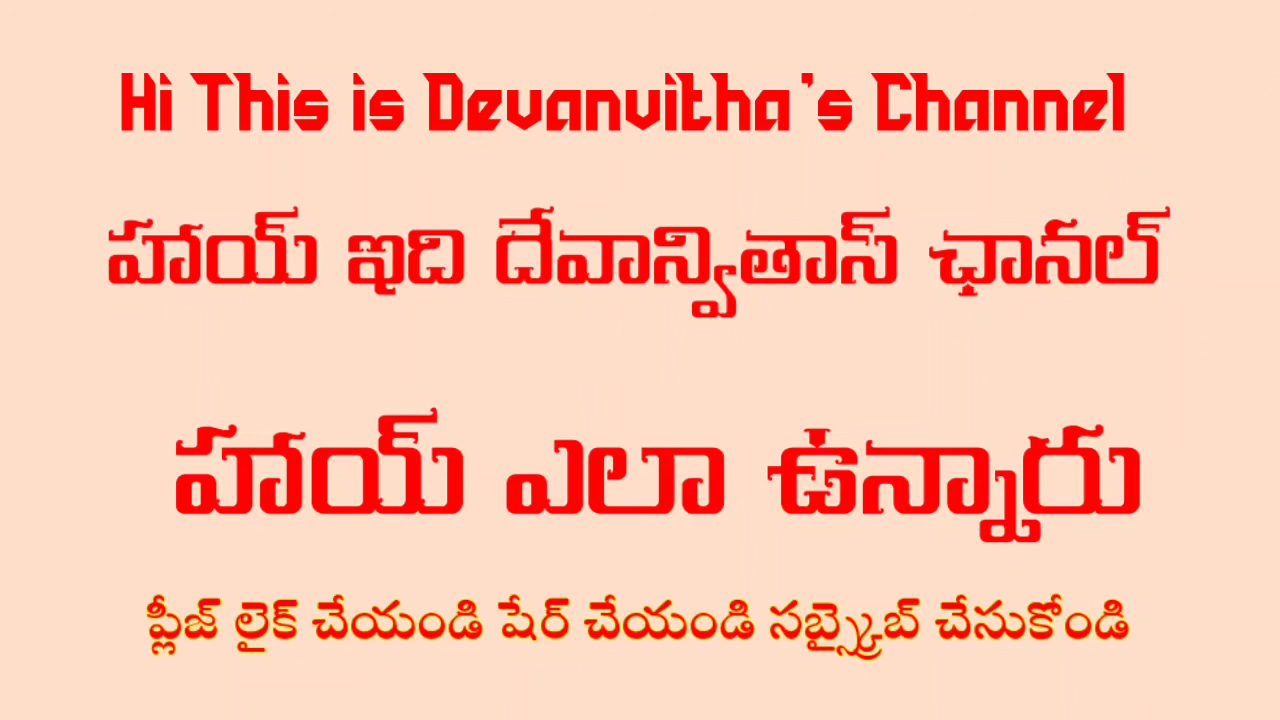 Hi This is Devanvitha's Channel
హాయ్ ఇది దేవాన్వితాస్ ఛానల్
హాయ్ ఎలా ఉన్నారు
ప్లీజ్ లైక్ చేయండి షేర్ చేయండి సబ్స్క్రైబ్ చేసుకోండి